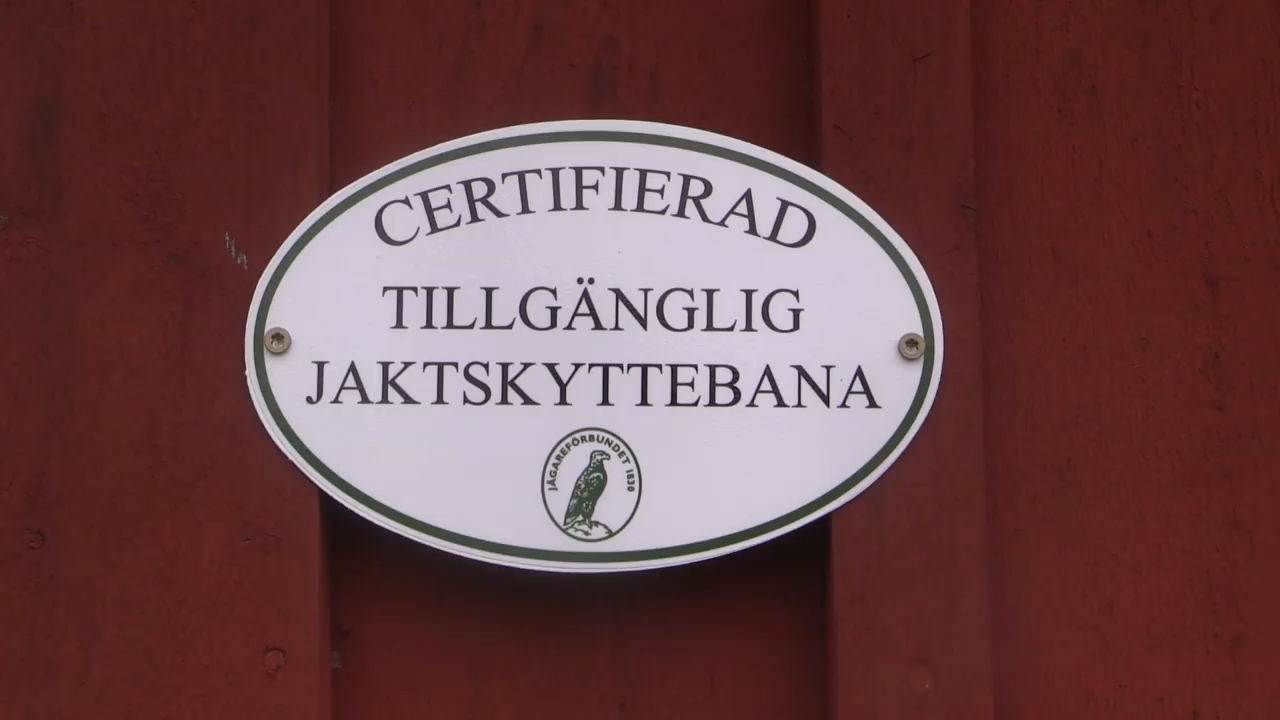 CERTIFIERAD
TILLGÄNGLIG
JAKTSKYTTEBANA
JÄGAREFÖRBUNDET 1830